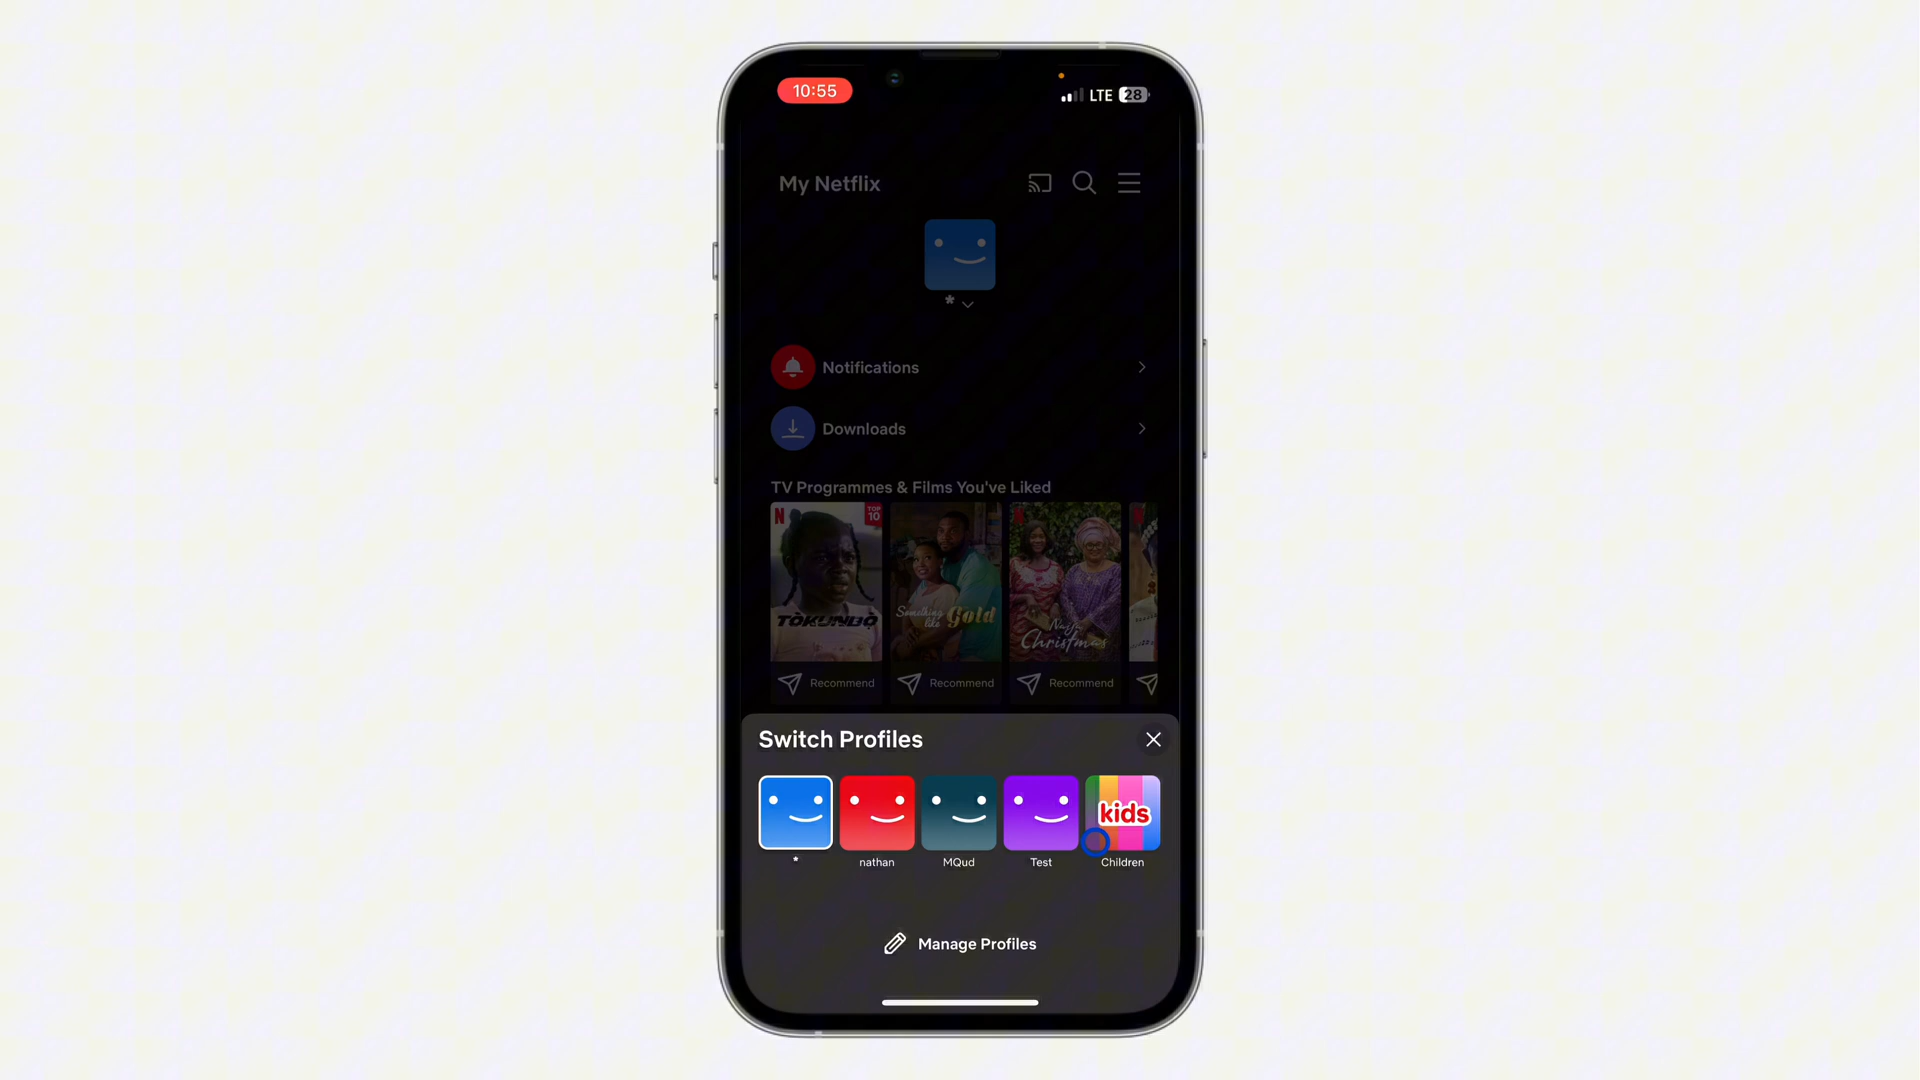 10:55
LTE 28
My Netflix
*
Notifications
Downloads
TV Programmes & Films You've Liked
N TOP 10
TÒKUNBÒ
Something like Gold
Naija Christmas
Recommend Recommend Recommend
Switch Profiles
kids
* nathan MQud Test Children
Manage Profiles